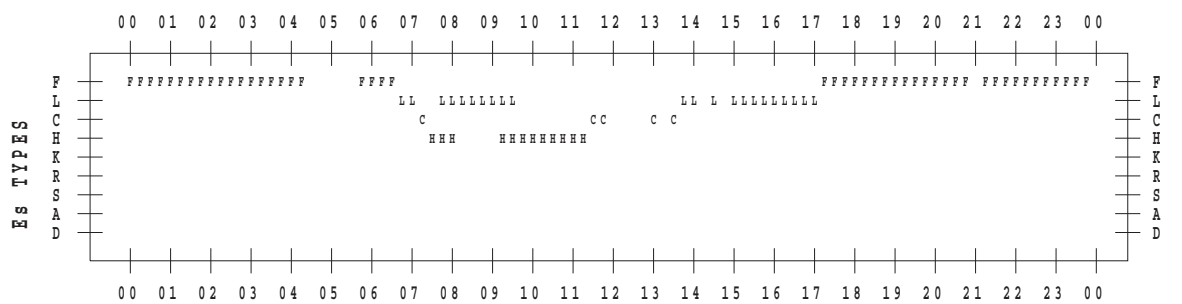 00 01 02 03 04 05 06 07 08 09 10 11 12 13 14 15 16 17 18 19 20 21 22 23 00
Es TYPES
F FFFFFFFFFFFFFFFFFF FFFF FFFFFFFFFFFFFFF FFFFFFFFFFF F
L LL LLLLLLLL LL L LLLLLLLLL L
C C CC C C C
H HHH HHHHHHHHH H
K K
R R
S S
A A
D D
00 01 02 03 04 05 06 07 08 09 10 11 12 13 14 15 16 17 18 19 20 21 22 23 00